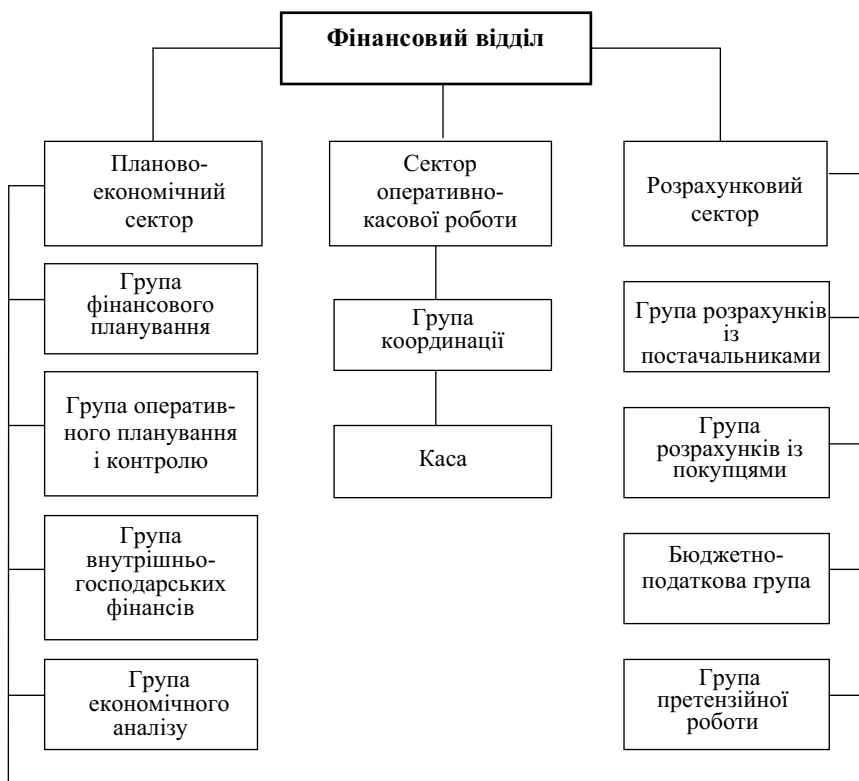 Фінансовий відділ
Планово-
економічний
сектор
Група
фінансового
планування
Група оператив-
ного планування
і контролю
Група
внутрішньо-
господарських
фінансів
Група
економічного
аналізу
Сектор
оперативно-
касової роботи
Група
координації
Каса
Розрахунковий
сектор
Група розрахунків
із
постачальниками
Група
розрахунків із
покупцями
Бюджетно-
податкова група
Група
претензійної
роботи